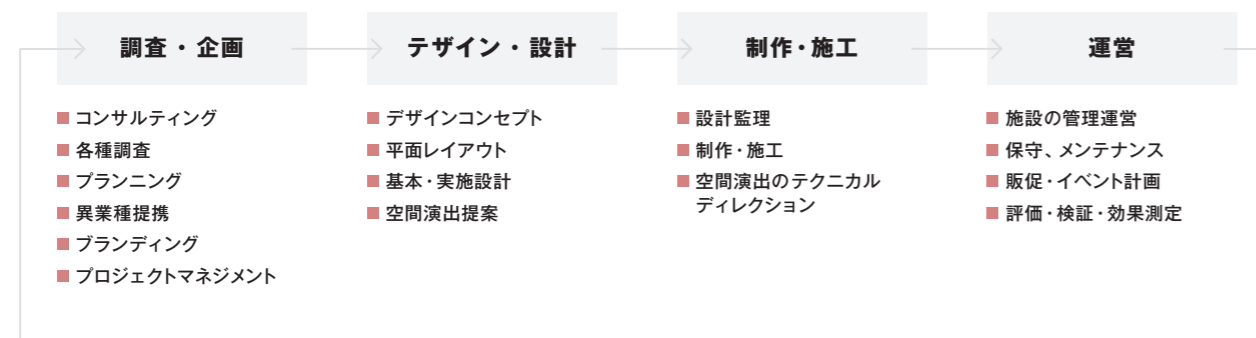 調査・企画
コンサルティング
各種調査
プランニング
異業種提携
ブランディング
プロジェクトマネジメント
デザイン・設計
デザインコンセプト
平面レイアウト
基本・実施設計
空間演出提案
制作・施工
設計監理
制作・施工
空間演出のテクニカル
ディレクション
運営
施設の管理運営
保守、メンテナンス
販促・イベント計画
評価・検証・効果測定